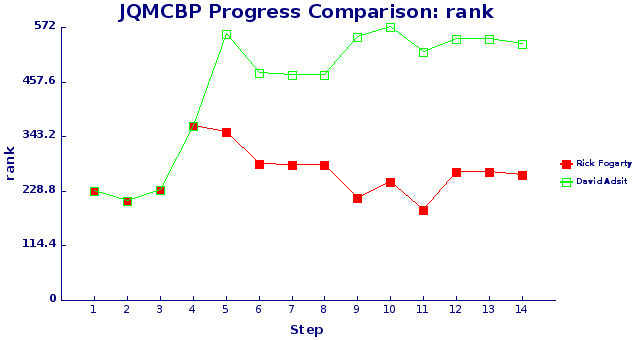 JQMCBP Progress Comparison: rank
572
457.6
343.2
228.8
114.4
0
rank
1 2 3 4 5 6 7 8 9 10 11 12 13 14
Step
Rick Fogarty
David Adsit